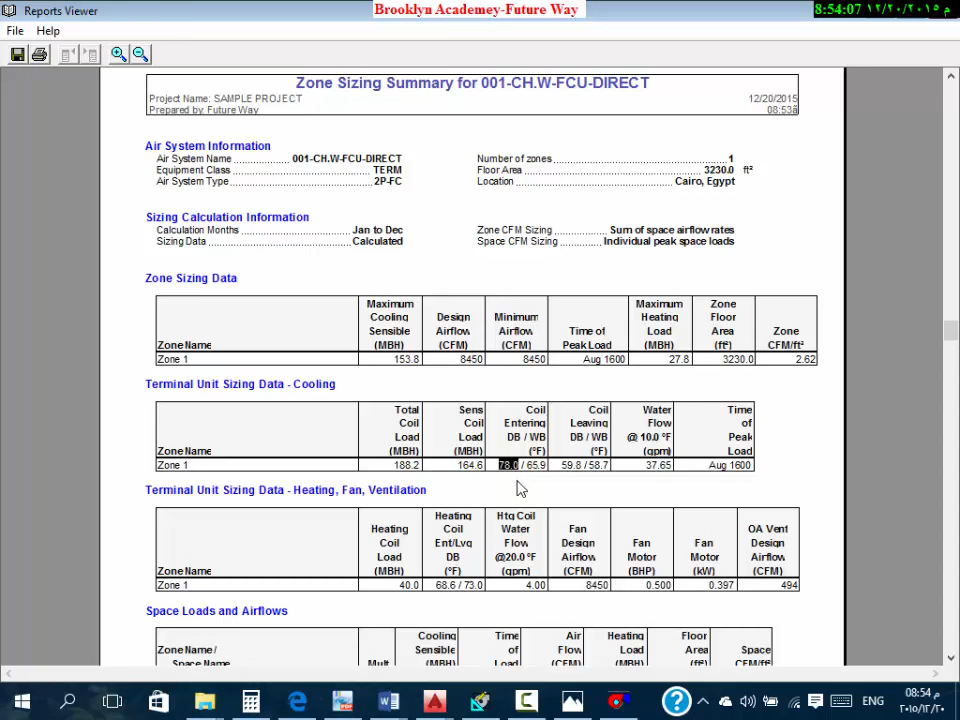 Reports Viewer
Brooklyn Academey-Future Way
8:54:07 م ١٢/٢٠/٢٠١٥
File Help
Zone Sizing Summary for 001-CH.W-FCU-DIRECT
Project Name: SAMPLE PROJECT 12/20/2015
Prepared by: Future Way 08:53ã
Air System Information
Air System Name 001-CH.W-FCU-DIRECT Number of zones 1
Equipment Class TERM Floor Area 3230.0 ft²
Air System Type 2P-FC Location Cairo, Egypt
Sizing Calculation Information
Calculation Months Jan to Dec Zone CFM Sizing Sum of space airflow rates
Sizing Data Calculated Space CFM Sizing Individual peak space loads
Zone Sizing Data
Maximum Maximum Zone
Cooling Design Minimum Heating Floor
Sensible Airflow Airflow Time of Load Area Zone
Zone Name (MBH) (CFM) (CFM) Peak Load (MBH) (ft²) CFM/ft²
Zone 1 153.8 8450 8450 Aug 1600 27.8 3230.0 2.62
Terminal Unit Sizing Data - Cooling
Total Sens Coil Coil Water Time
Coil Coil Entering Leaving Flow of
Load Load DB / WB DB / WB @ 10.0 °F Peak
Zone Name (MBH) (MBH) (°F) (°F) (gpm) Load
Zone 1 188.2 164.6 78.0 / 65.9 59.8 / 58.7 37.65 Aug 1600
Terminal Unit Sizing Data - Heating, Fan, Ventilation
Heating Htg Coil
Heating Coil Water Fan OA Vent
Coil Ent/Lvg Flow Design Fan Fan Design
Load DB @20.0 °F Airflow Motor Motor Airflow
Zone Name (MBH) (°F) (gpm) (CFM) (BHP) (kW) (CFM)
Zone 1 40.0 68.6 / 73.0 4.00 8450 0.500 0.397 494
Space Loads and Airflows
Cooling Time Air Heating Floor
Zone Name / Sensible of Flow Load Area Space
Space Name Mult. (MBH) Load (CFM) (MBH) (ft²) CFM/ft²
ENG 08:54 م
٢٠١٥/١٢/٢٠